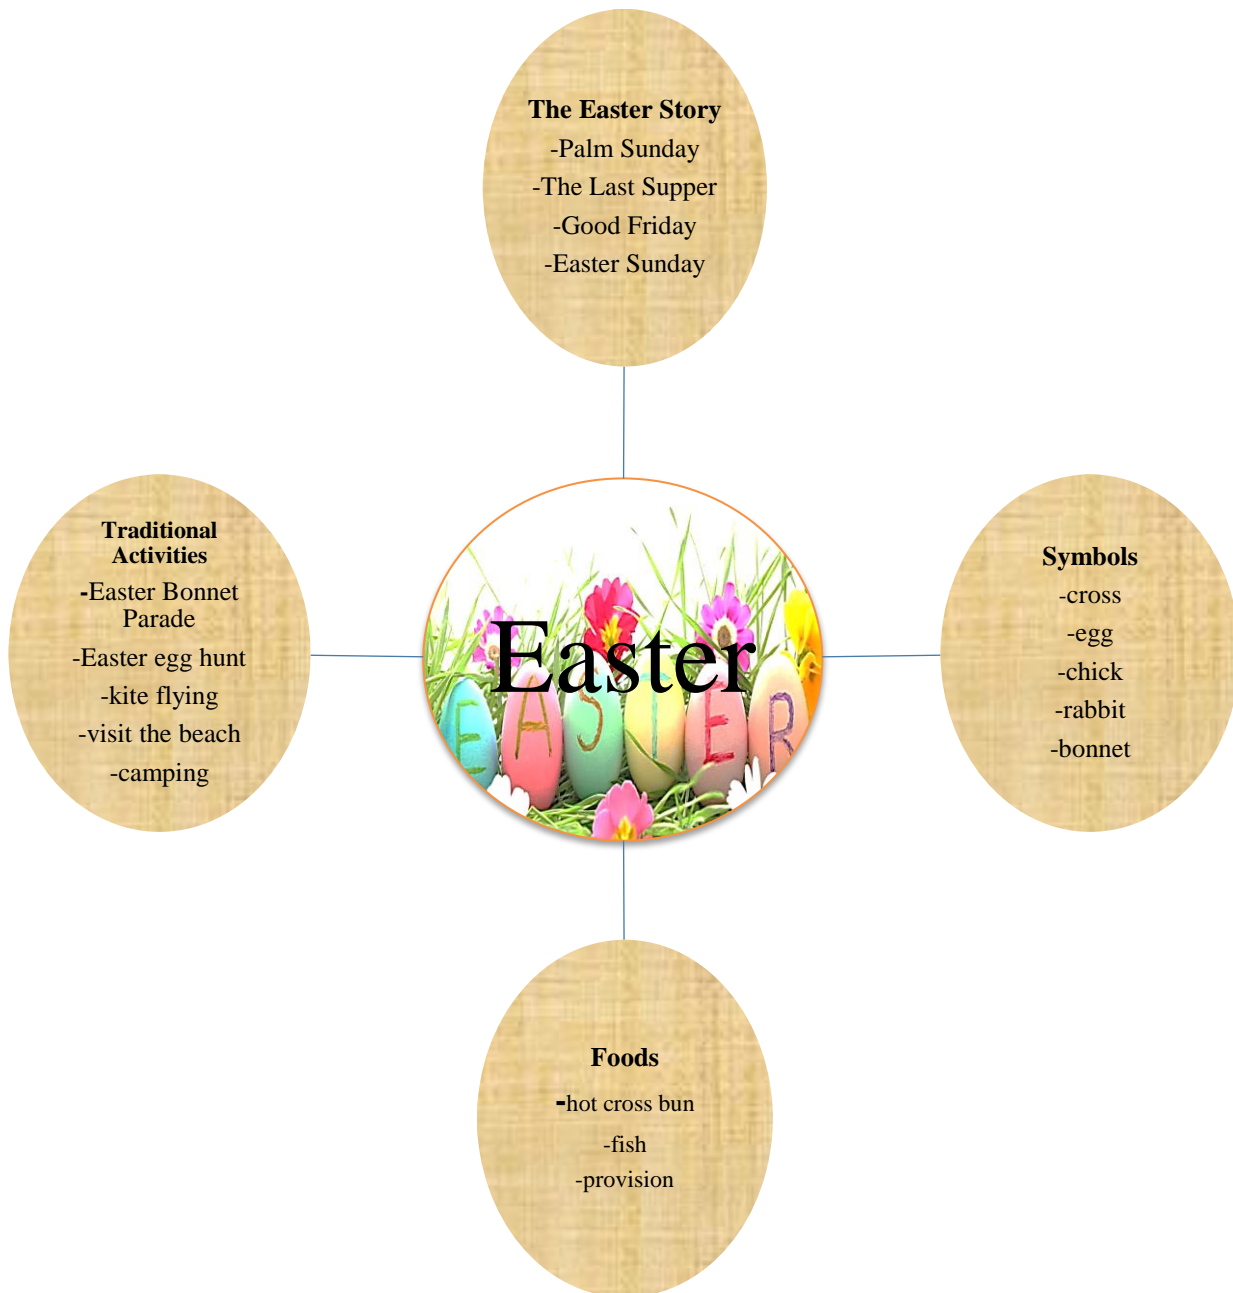 The Easter Story
-Palm Sunday
-The Last Supper
-Good Friday
-Easter Sunday
Traditional
Activities
-Easter Bonnet
Parade
-Easter egg hunt
-kite flying
-visit the beach
-camping
Easter
EASTER
Symbols
-cross
-egg
-chick
-rabbit
-bonnet
Foods
-hot cross bun
-fish
-provision